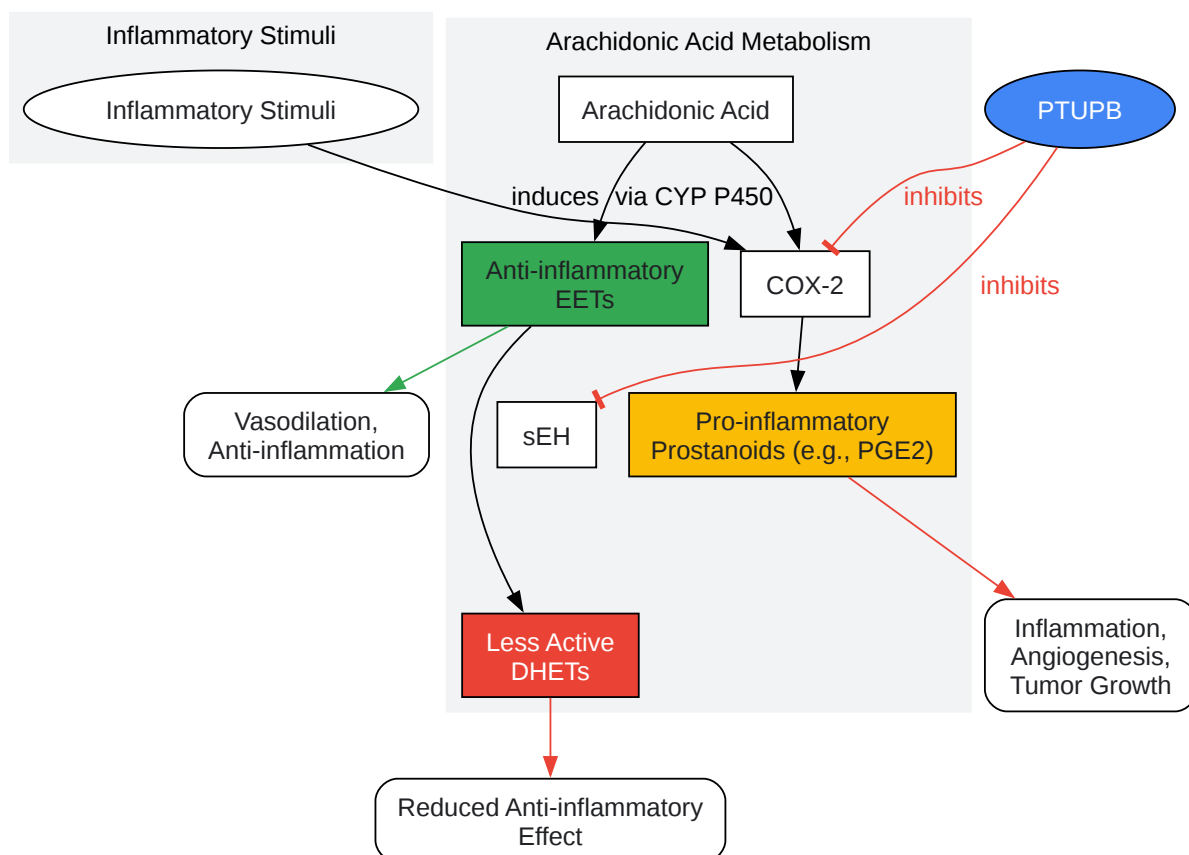 Inflammatory Stimuli
Arachidonic Acid Metabolism
Inflammatory Stimuli
Arachidonic Acid
PTUPB
induces
via CYP P450
inhibits
Anti-inflammatory
EETs
COX-2
inhibits
Vasodilation,
Anti-inflammation
sEH
Pro-inflammatory
Prostanoids (e.g., PGE2)
Less Active
DHETs
Inflammation,
Angiogenesis,
Tumor Growth
Reduced Anti-inflammatory
Effect